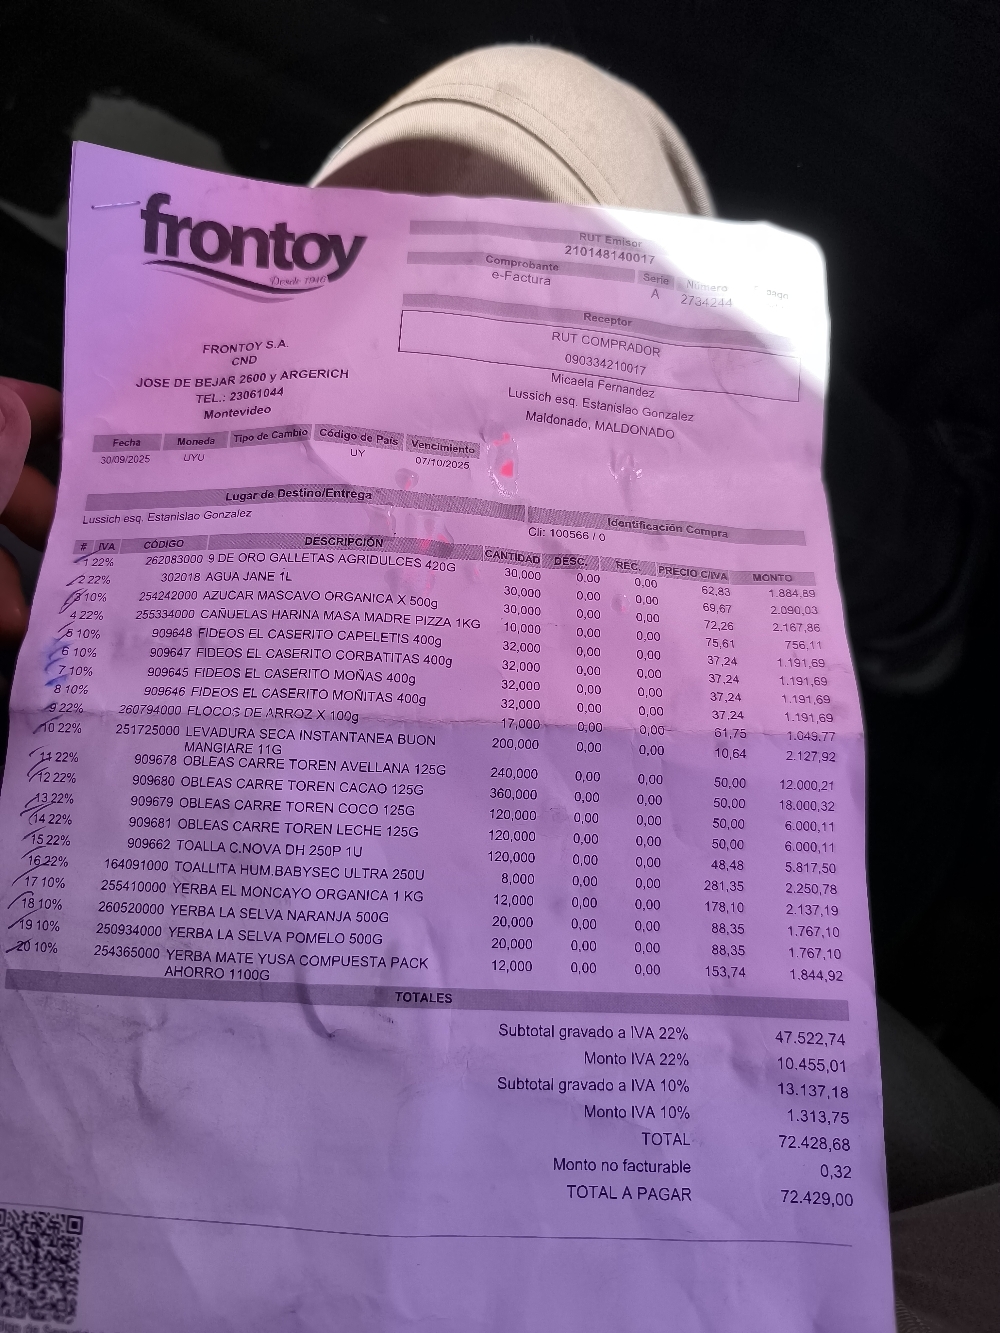 frontoy
Desde 1946
RUT Emisor
210148140017
Comprobante Serie Número
e-Factura A 2734244
Receptor
RUT COMPRADOR
090334210017
Micaela Fernandez
Lussich esq. Estanislao Gonzalez
Maldonado, MALDONADO
FRONTOY S.A.
CND
JOSE DE BEJAR 2600 y ARGERICH
TEL.: 23061044
Montevideo
Fecha Moneda Tipo de Cambio Código de País Vencimiento
30/09/2025 UYU UY 07/10/2025
Lugar de Destino/Entrega Identificación Compra
Lussich esq. Estanislao Gonzalez Cli: 100566 / 0
# IVA CÓDIGO DESCRIPCIÓN CANTIDAD DESC. REC. PRECIO C/IVA MONTO
1 22% 262083000 9 DE ORO GALLETAS AGRIDULCES 420G 30,000 0,00 0,00 62,83 1.884,89
2 22% 302018 AGUA JANE 1L 30,000 0,00 0,00 69,67 2.090,03
3 10% 254242000 AZUCAR MASCAVO ORGANICA X 500g 30,000 0,00 0,00 72,26 2.167,86
4 22% 255334000 CAÑUELAS HARINA MASA MADRE PIZZA 1KG 10,000 0,00 0,00 75,61 756,11
5 10% 909648 FIDEOS EL CASERITO CAPELETIS 400g 32,000 0,00 0,00 37,24 1.191,69
6 10% 909647 FIDEOS EL CASERITO CORBATITAS 400g 32,000 0,00 0,00 37,24 1.191,69
7 10% 909645 FIDEOS EL CASERITO MOÑAS 400g 32,000 0,00 0,00 37,24 1.191,69
8 10% 909646 FIDEOS EL CASERITO MOÑITAS 400g 32,000 0,00 0,00 37,24 1.191,69
9 22% 260794000 FLOCOS DE ARROZ X 100g 17,000 0,00 0,00 61,75 1.049,77
10 22% 251725000 LEVADURA SECA INSTANTANEA BUON 200,000 0,00 0,00 10,64 2.127,92
MANGIARE 11G
11 22% 909678 OBLEAS CARRE TOREN AVELLANA 125G 240,000 0,00 0,00 50,00 12.000,21
12 22% 909680 OBLEAS CARRE TOREN CACAO 125G 360,000 0,00 0,00 50,00 18.000,32
13 22% 909679 OBLEAS CARRE TOREN COCO 125G 120,000 0,00 0,00 50,00 6.000,11
14 22% 909681 OBLEAS CARRE TOREN LECHE 125G 120,000 0,00 0,00 50,00 6.000,11
15 22% 909662 TOALLA C.NOVA DH 250P 1U 120,000 0,00 0,00 48,48 5.817,50
16 22% 164091000 TOALLITA HUM.BABYSEC ULTRA 250U 8,000 0,00 0,00 281,35 2.250,78
17 10% 255410000 YERBA EL MONCAYO ORGANICA 1 KG 12,000 0,00 0,00 178,10 2.137,19
18 10% 260520000 YERBA LA SELVA NARANJA 500G 20,000 0,00 0,00 88,35 1.767,10
19 10% 250934000 YERBA LA SELVA POMELO 500G 20,000 0,00 0,00 88,35 1.767,10
20 10% 254365000 YERBA MATE YUSA COMPUESTA PACK 12,000 0,00 0,00 153,74 1.844,92
AHORRO 1100G
TOTALES
Subtotal gravado a IVA 22% 47.522,74
Monto IVA 22% 10.455,01
Subtotal gravado a IVA 10% 13.137,18
Monto IVA 10% 1.313,75
TOTAL 72.428,68
Monto no facturable 0,32
TOTAL A PAGAR 72.429,00